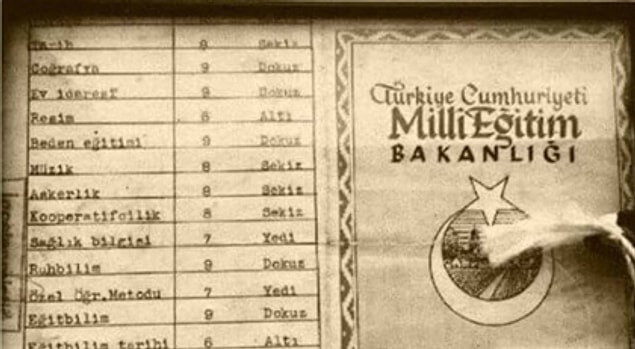 Tarih 8 Sekiz
Coğrafya 9 Dokuz
Ev idaresi 9 Dokuz
Resim 6 Altı
Beden eğitimi 9 Dokuz
Müzik 8 Sekiz
Askerlik 8 Sekiz
Kooperatifcilik 8 Sekiz
Sağlık bilgisi 7 Yedi
Ruhbilim 9 Dokuz
Özel Öğr.Metodu 7 Yedi
Eğitbilim 9 Dokuz
Eğitbilim tarihi 6 Altı
Türkiye Cumhuriyeti
Milli Eğitim
BAKANLIĞI